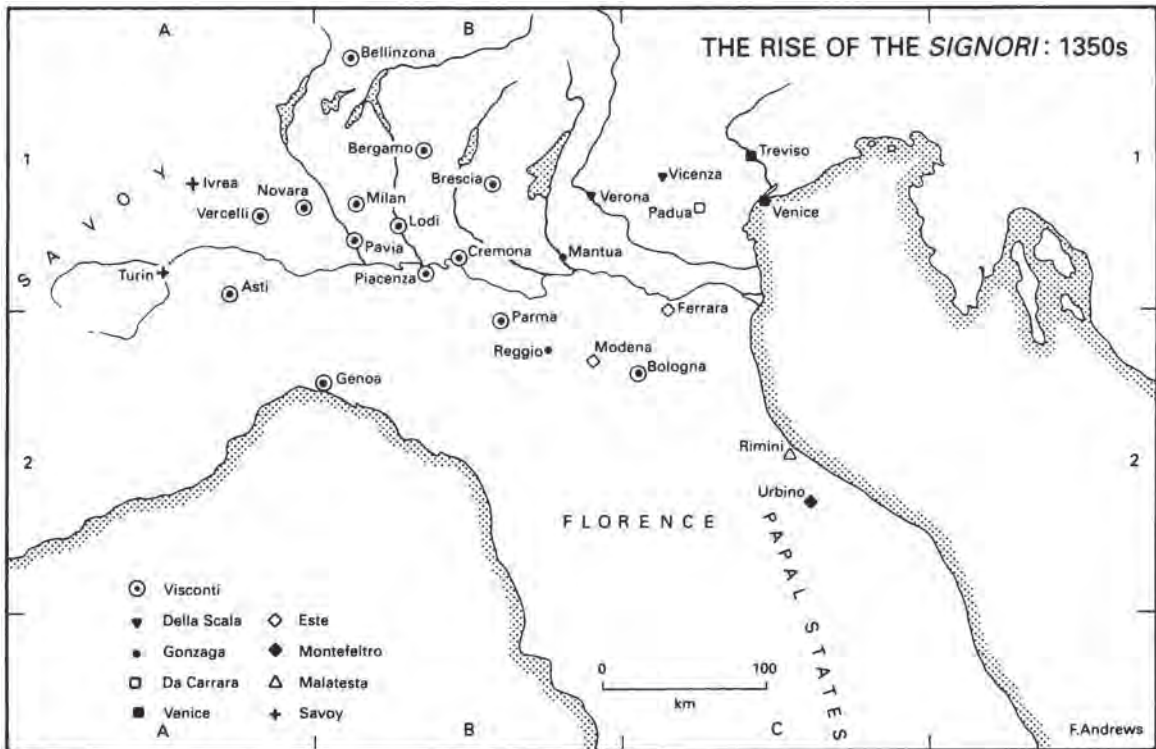 A
B
THE RISE OF THE SIGNORI: 1350s
Bellinzona
1
Bergamo
Treviso
1
Brescia
Vicenza
Ivrea
Novara
Milan
Verona
Padua
Vercelli
Venice
Lodi
Pavia
Cremona
Mantua
SAVOY
Turin
Piacenza
Asti
Ferrara
Parma
Modena
Reggio
Bologna
Genoa
Rimini
2
2
Urbino
FLORENCE
PAPAL STATES
Visconti
Della Scala
Este
Gonzaga
Montefeltro
Da Carrara
Malatesta
Venice
Savoy
0
100
km
A
B
C
F.Andrews